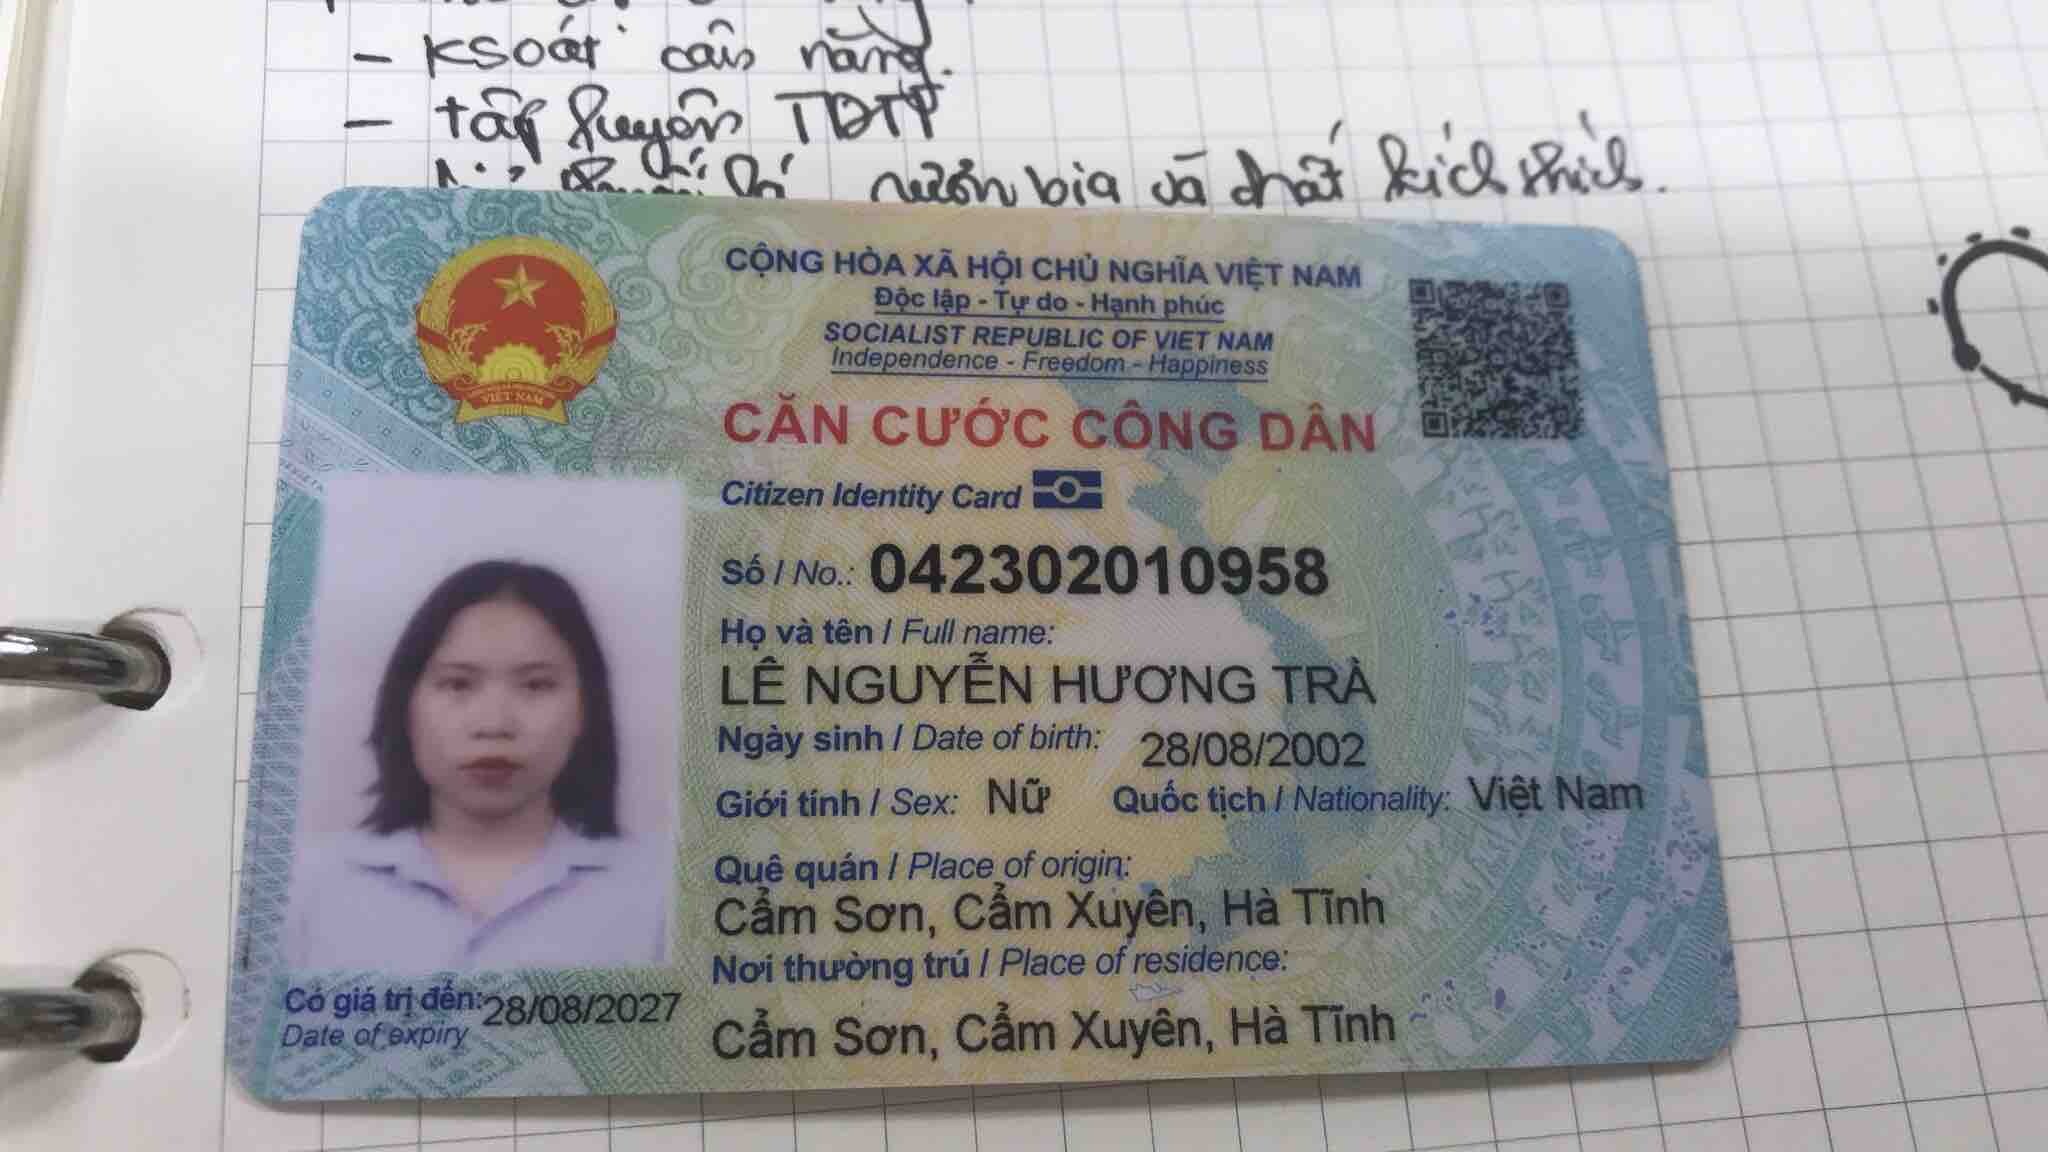 - Ksoát cân nặng.
- tập luyện TDTT
rượu bia và chất kích thích.
CỘNG HÒA XÃ HỘI CHỦ NGHĨA VIỆT NAM
Độc lập - Tự do - Hạnh phúc
SOCIALIST REPUBLIC OF VIET NAM
Independence - Freedom - Happiness
CĂN CƯỚC CÔNG DÂN
Citizen Identity Card
Số / No.: 042302010958
Họ và tên / Full name:
LÊ NGUYỄN HƯƠNG TRÀ
Ngày sinh / Date of birth: 28/08/2002
Giới tính / Sex: Nữ Quốc tịch / Nationality: Việt Nam
Quê quán / Place of origin:
Cẩm Sơn, Cẩm Xuyên, Hà Tĩnh
Nơi thường trú / Place of residence:
Cẩm Sơn, Cẩm Xuyên, Hà Tĩnh
Có giá trị đến: 28/08/2027
Date of expiry
VIỆT NAM